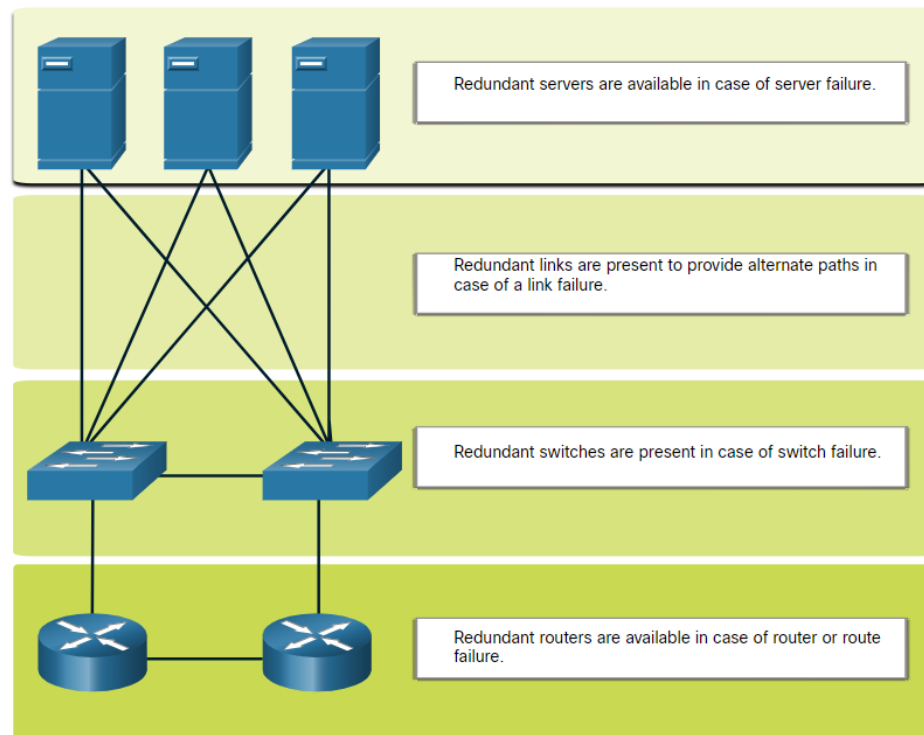 Redundant servers are available in case of server failure.
Redundant links are present to provide alternate paths in
case of a link failure.
Redundant switches are present in case of switch failure.
Redundant routers are available in case of router or route
failure.